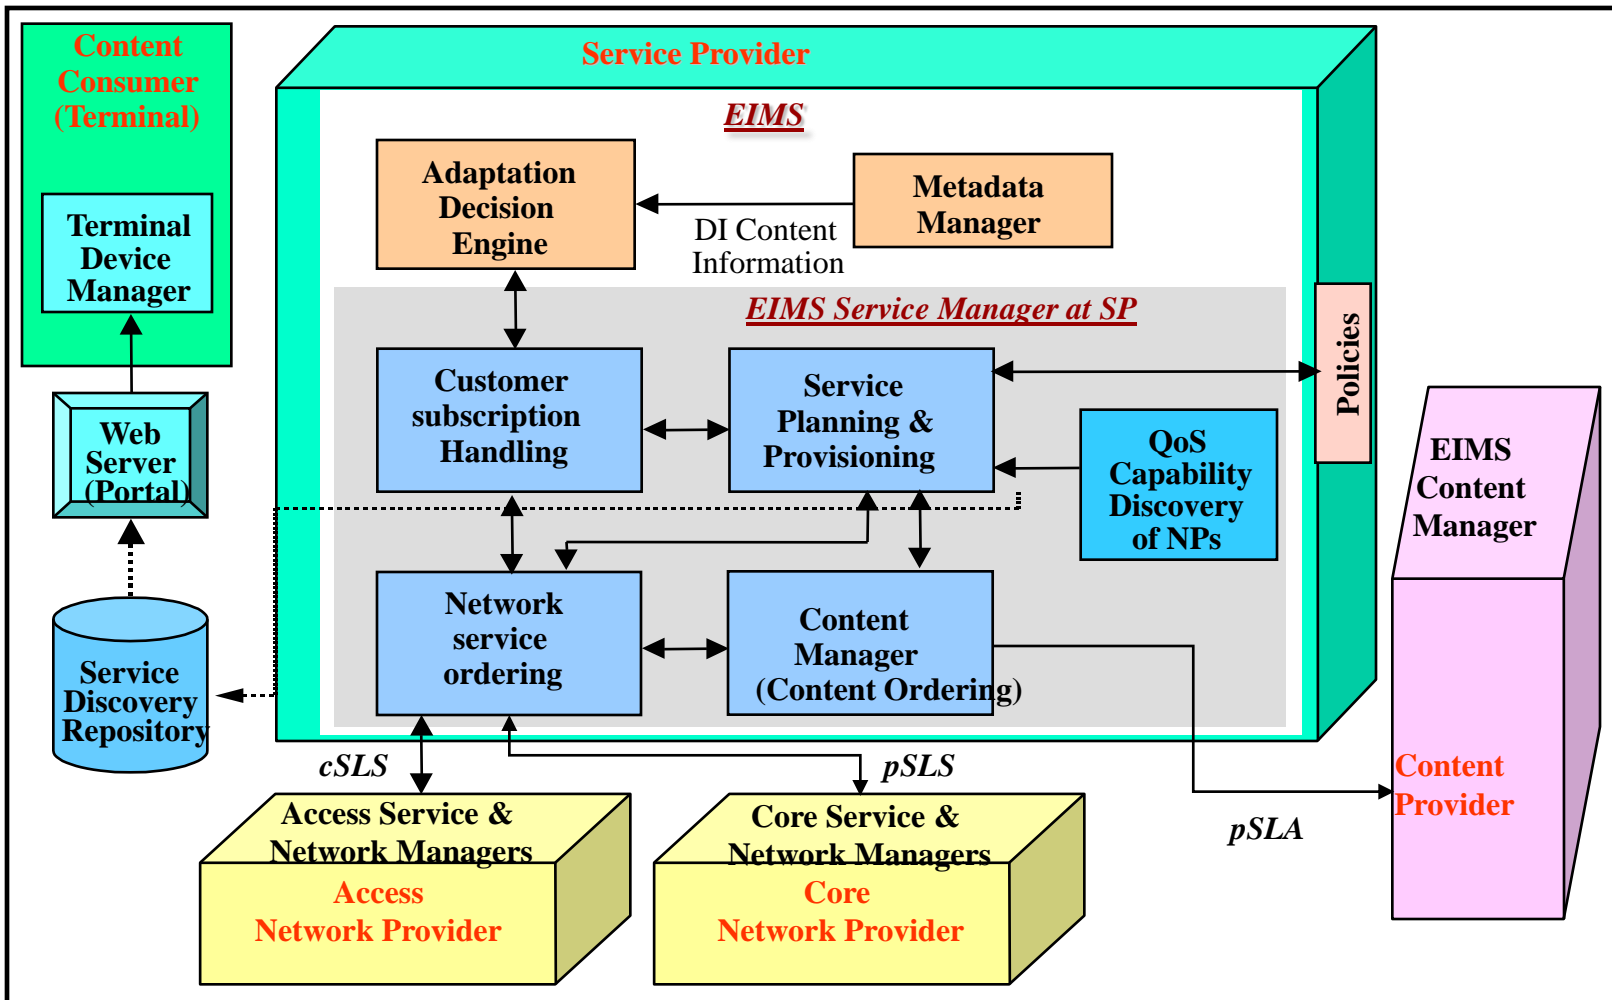 Content
Consumer
(Terminal)
Terminal
Device
Manager
Web
Server
(Portal)
Service
Discovery
Repository
Service Provider
EIMS
Adaptation
Decision
Engine
Metadata
Manager
DI Content
Information
EIMS Service Manager at SP
Customer
subscription
Handling
Service
Planning &
Provisioning
Policies
QoS
Capability
Discovery
of NPs
Network
service
ordering
Content
Manager
(Content Ordering)
cSLS
pSLS
pSLA
Access Service &
Network Managers
Access
Network Provider
Core Service &
Network Managers
Core
Network Provider
EIMS
Content
Manager
Content
Provider